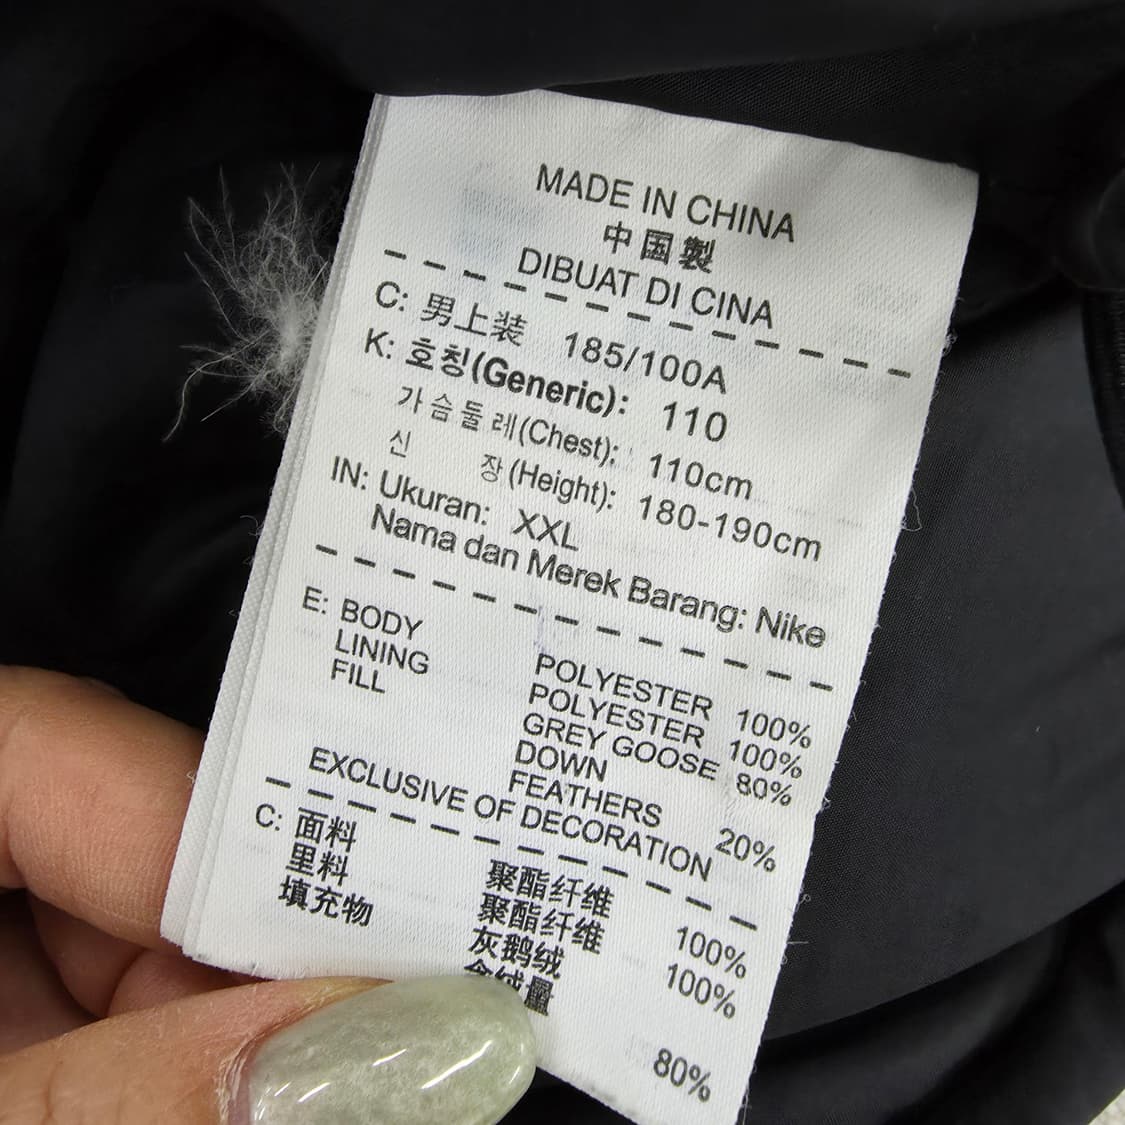 MADE IN CHINA
中国製
DIBUAT DI CINA
C: 男上装 185/100A
K: 호칭(Generic): 110
가슴둘레(Chest): 110cm
신 장(Height): 180-190cm
IN: Ukuran: XXL
Nama dan Merek Barang: Nike
E: BODY POLYESTER 100%
LINING POLYESTER 100%
FILL GREY GOOSE 80%
DOWN
FEATHERS 20%
EXCLUSIVE OF DECORATION
C: 面料 聚酯纤维 100%
里料 聚酯纤维 100%
填充物 灰鹅绒
绒量 80%